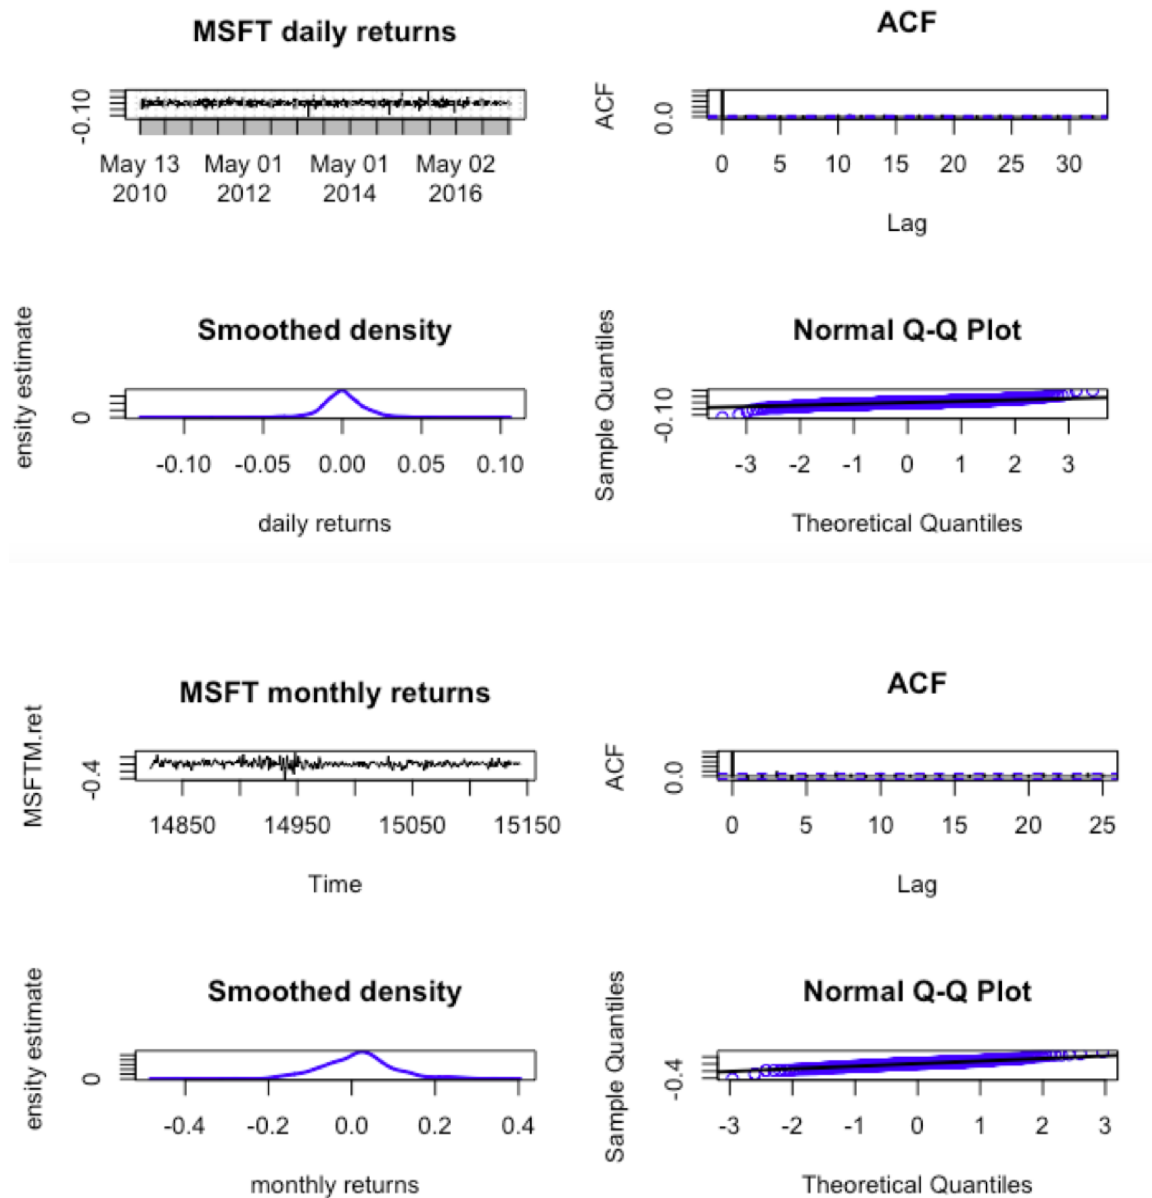 MSFT daily returns
-0.10
May 13 May 01 May 01 May 02
2010 2012 2014 2016
ACF
ACF
0.0
0 5 10 15 20 25 30
Lag
Smoothed density
ensity estimate
0
-0.10 -0.05 0.00 0.05 0.10
daily returns
Normal Q-Q Plot
Sample Quantiles
-0.10
-3 -2 -1 0 1 2 3
Theoretical Quantiles
MSFT monthly returns
MSFTM.ret
-0.4
14850 14950 15050 15150
Time
ACF
ACF
0.0
0 5 10 15 20 25
Lag
Smoothed density
ensity estimate
0
-0.4 -0.2 0.0 0.2 0.4
monthly returns
Normal Q-Q Plot
Sample Quantiles
-0.4
-3 -2 -1 0 1 2 3
Theoretical Quantiles